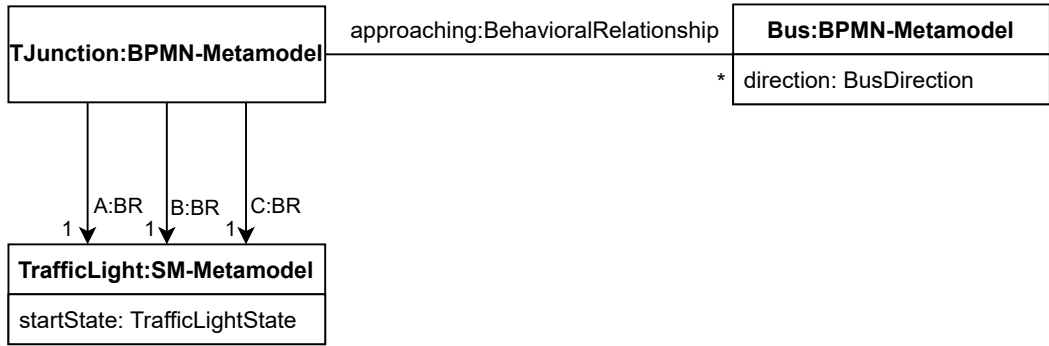 TJunction:BPMN-Metamodel
approaching:BehavioralRelationship
*
Bus:BPMN-Metamodel
direction: BusDirection
A:BR
B:BR
C:BR
1
1
1
TrafficLight:SM-Metamodel
startState: TrafficLightState